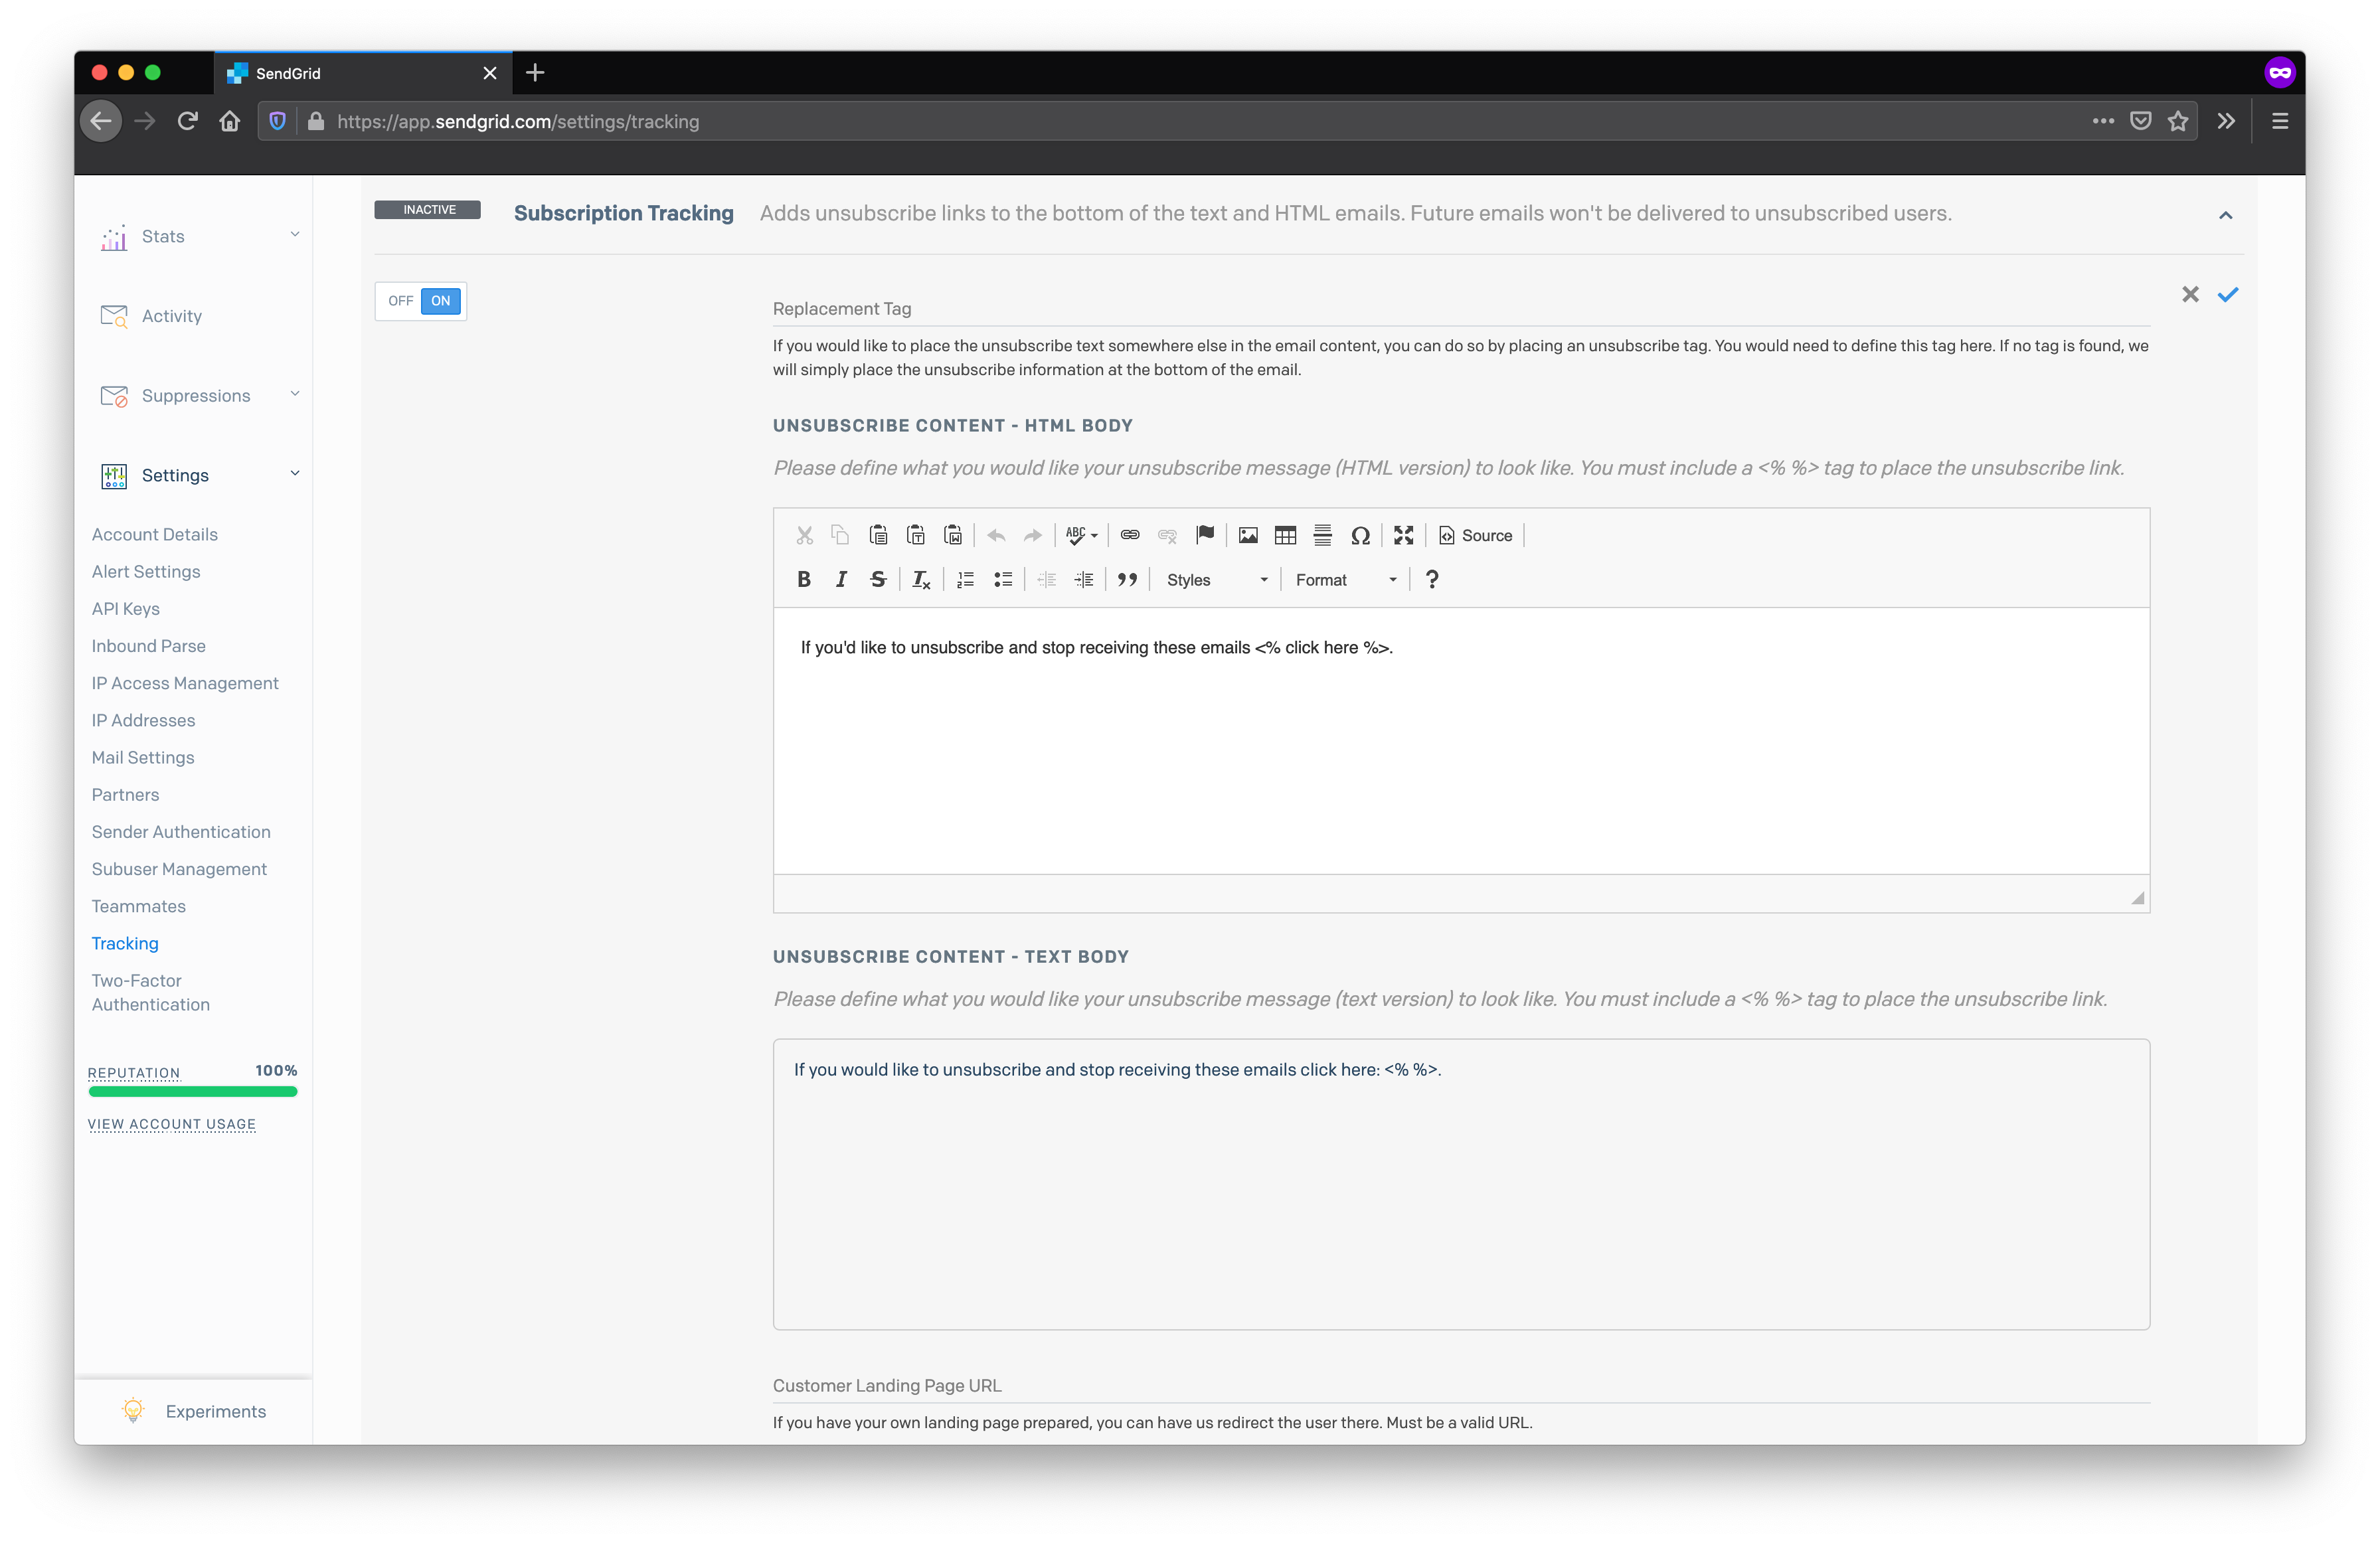 SendGrid
https://app.sendgrid.com/settings/tracking
Stats
Activity
Suppressions
Settings
Account Details
Alert Settings
API Keys
Inbound Parse
IP Access Management
IP Addresses
Mail Settings
Partners
Sender Authentication
Subuser Management
Teammates
Tracking
Two-Factor
Authentication
REPUTATION 100%
VIEW ACCOUNT USAGE
Experiments
INACTIVE Subscription Tracking Adds unsubscribe links to the bottom of the text and HTML emails. Future emails won't be delivered to unsubscribed users.
OFF ON
Replacement Tag
If you would like to place the unsubscribe text somewhere else in the email content, you can do so by placing an unsubscribe tag. You would need to define this tag here. If no tag is found, we
will simply place the unsubscribe information at the bottom of the email.
UNSUBSCRIBE CONTENT - HTML BODY
Please define what you would like your unsubscribe message (HTML version) to look like. You must include a <% %> tag to place the unsubscribe link.
ABC Ω Source
B I S Tx Styles Format ?
If you'd like to unsubscribe and stop receiving these emails <% click here %>.
UNSUBSCRIBE CONTENT - TEXT BODY
Please define what you would like your unsubscribe message (text version) to look like. You must include a <% %> tag to place the unsubscribe link.
If you would like to unsubscribe and stop receiving these emails click here: <% %>.
Customer Landing Page URL
If you have your own landing page prepared, you can have us redirect the user there. Must be a valid URL.